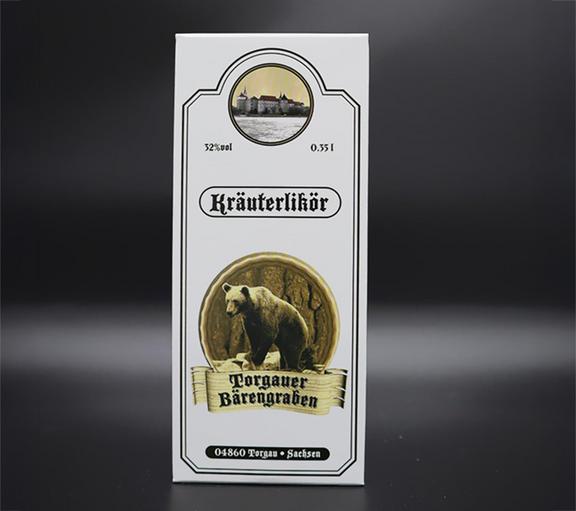 32%vol 0.35 l
Kräuterlikör
Torgauer
Bärengraben
04860 Torgau • Sachsen